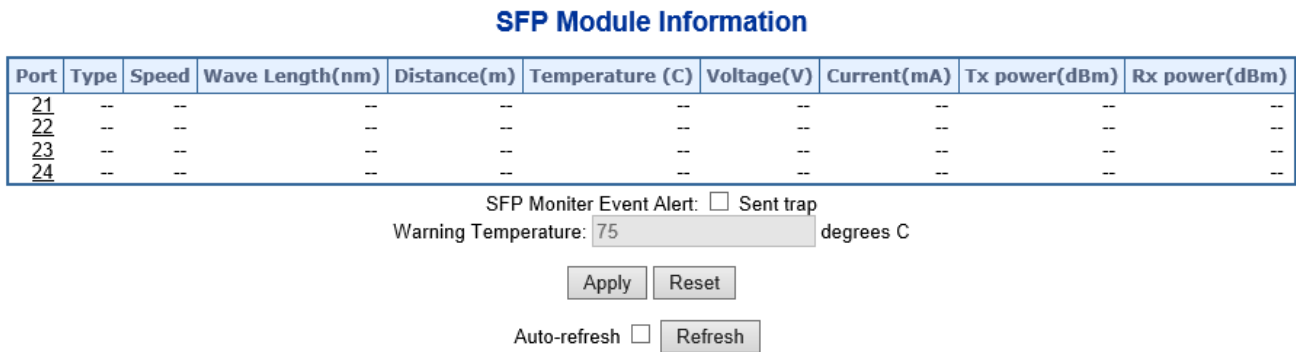 SFP Module Information
Port Type Speed Wave Length(nm) Distance(m) Temperature (C) Voltage(V) Current(mA) Tx power(dBm) Rx power(dBm)
21 -- -- -- -- -- -- -- -- --
22 -- -- -- -- -- -- -- -- --
23 -- -- -- -- -- -- -- -- --
24 -- -- -- -- -- -- -- -- --
SFP Moniter Event Alert: Sent trap
Warning Temperature: 75 degrees C
Apply Reset
Auto-refresh Refresh